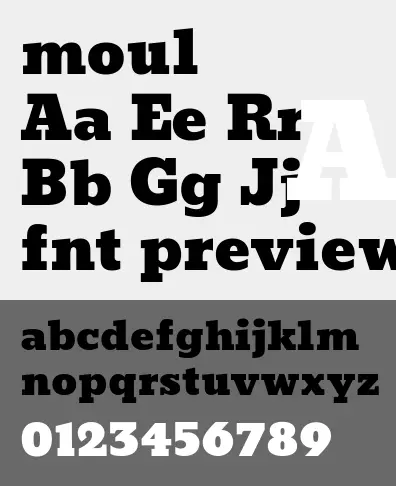 moul
Aa Ee Rr
A
Bb Gg Jj
fnt preview
abcdefghijklm
nopqrstuvwxyz
0123456789